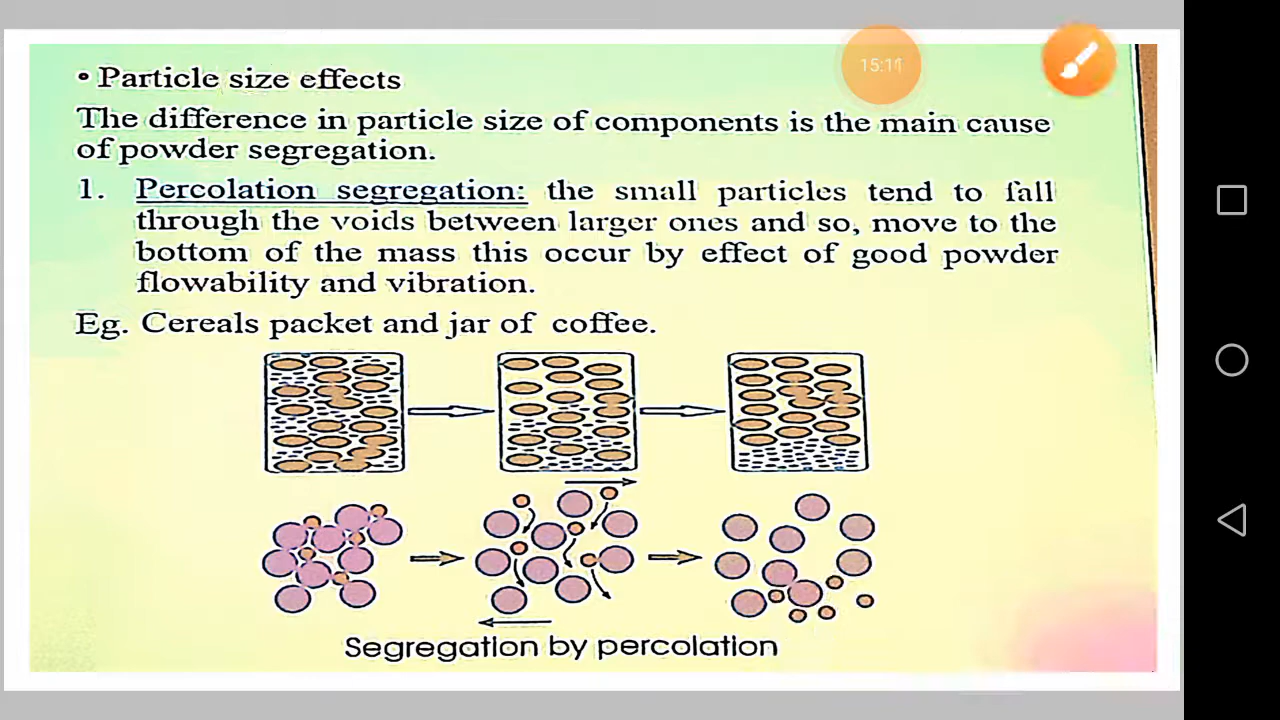 15:11
• Particle size effects
The difference in particle size of components is the main cause
of powder segregation.
1. Percolation segregation: the small particles tend to fall
through the voids between larger ones and so, move to the
bottom of the mass this occur by effect of good powder
flowability and vibration.
Eg. Cereals packet and jar of coffee.
Segregation by percolation